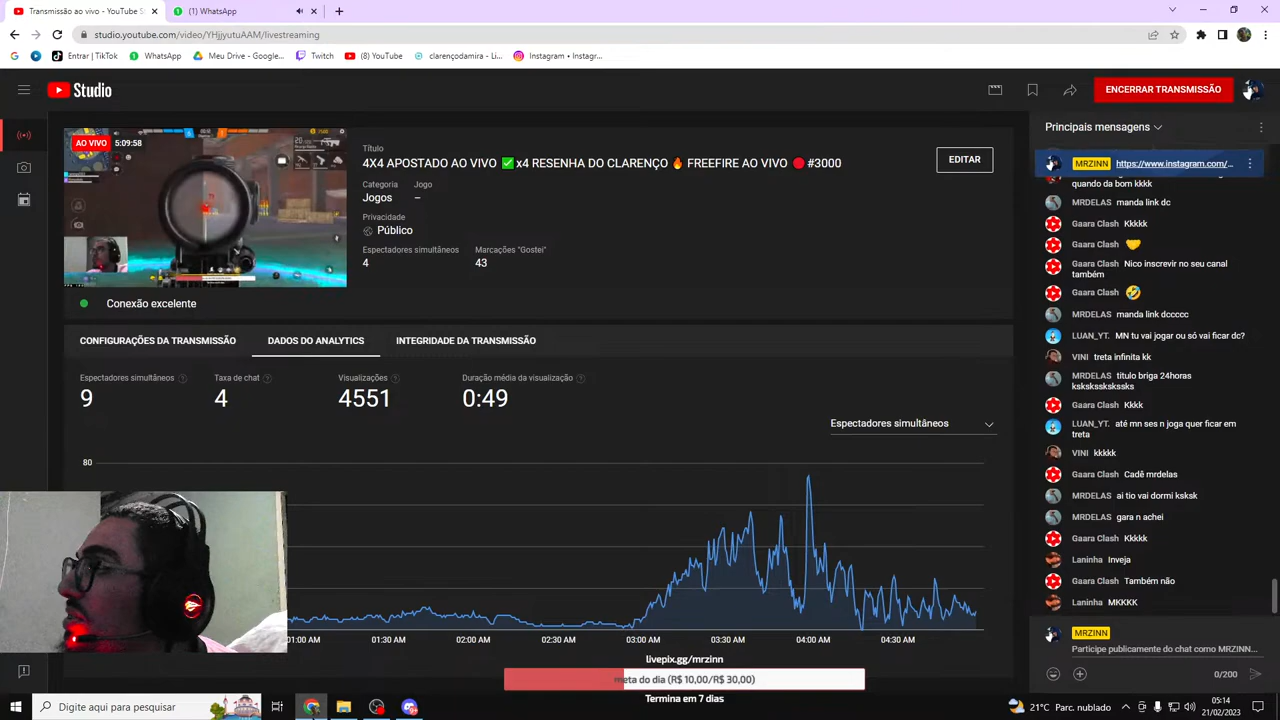 Transmissão ao vivo - YouTube S
(1) WhatsApp
studio.youtube.com/video/YHjjyutuAAM/livestreaming
Entrar | TikTok
WhatsApp
Meu Drive - Google...
Twitch
(8) YouTube
clarençodamira - L...
Instagram • Instagr...
Studio
ENCERRAR TRANSMISSÃO
AO VIVO 5:09:58
Título
4X4 APOSTADO AO VIVO ✅ x4 RESENHA DO CLARENÇO 🔥 FREEFIRE AO VIVO 🔴 #3000
EDITAR
Categoria Jogo
Jogos –
Privacidade
Público
Espectadores simultâneos Marcações "Gostei"
4 43
Conexão excelente
CONFIGURAÇÕES DA TRANSMISSÃO
DADOS DO ANALYTICS
INTEGRIDADE DA TRANSMISSÃO
Espectadores simultâneos Taxa de chat Visualizações Duração média da visualização
9 4 4551 0:49
Espectadores simultâneos
80
01:00 AM 01:30 AM 02:00 AM 02:30 AM 03:00 AM 03:30 AM 04:00 AM 04:30 AM
livepix.gg/mrzinn
meta do dia (R$ 10,00/R$ 30,00)
Termina em 7 dias
Principais mensagens
MRZINN https://www.instagram.com/...
quando da bom kkkk
MRDELAS manda link dc
Gaara Clash Kkkkk
Gaara Clash 🤝
Gaara Clash Nico inscrevir no seu canal
também
Gaara Clash 🤣
MRDELAS manda link dccccc
LUAN_YT. MN tu vai jogar ou só vai ficar dc?
VINI treta infinita kk
MRDELAS titulo briga 24horas
ksksksskskssks
Gaara Clash Kkkk
LUAN_YT. até mn ses n joga quer ficar em
treta
VINI kkkkk
Gaara Clash Cadê mrdelas
MRDELAS ai tio vai dormi ksksk
MRDELAS gara n achei
Gaara Clash Kkkkk
Laninha Inveja
Gaara Clash Também não
Laninha MKKKK
MRZINN
Participe publicamente do chat como MRZINN...
0/200
Digite aqui para pesquisar
21°C Parc. nublado
05:14
21/02/2023